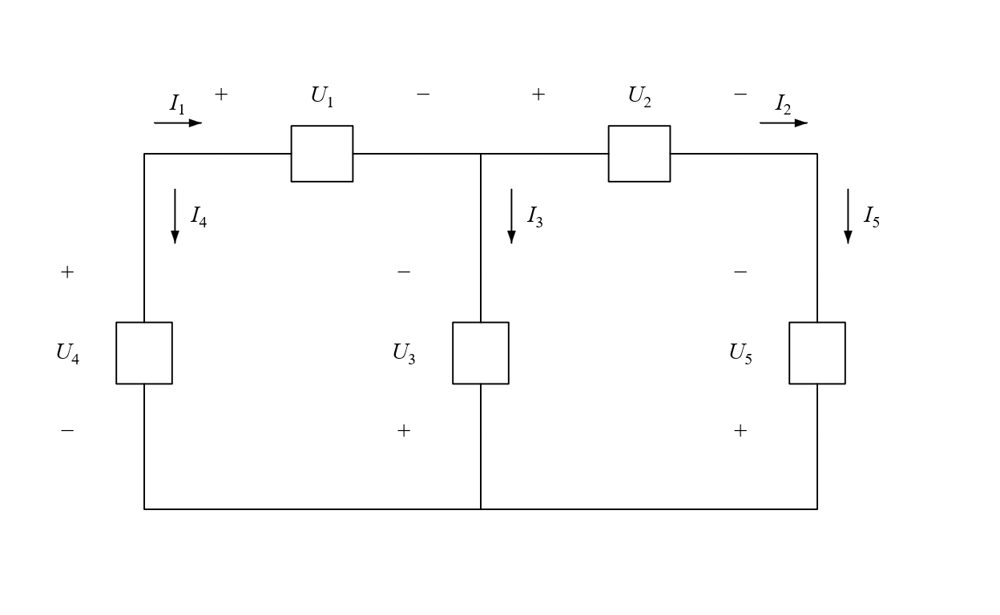 I₁ + U₁ − + U₂ − I₂
I₄ I₃ I₅
+ − −
U₄ U₃ U₅
− + +